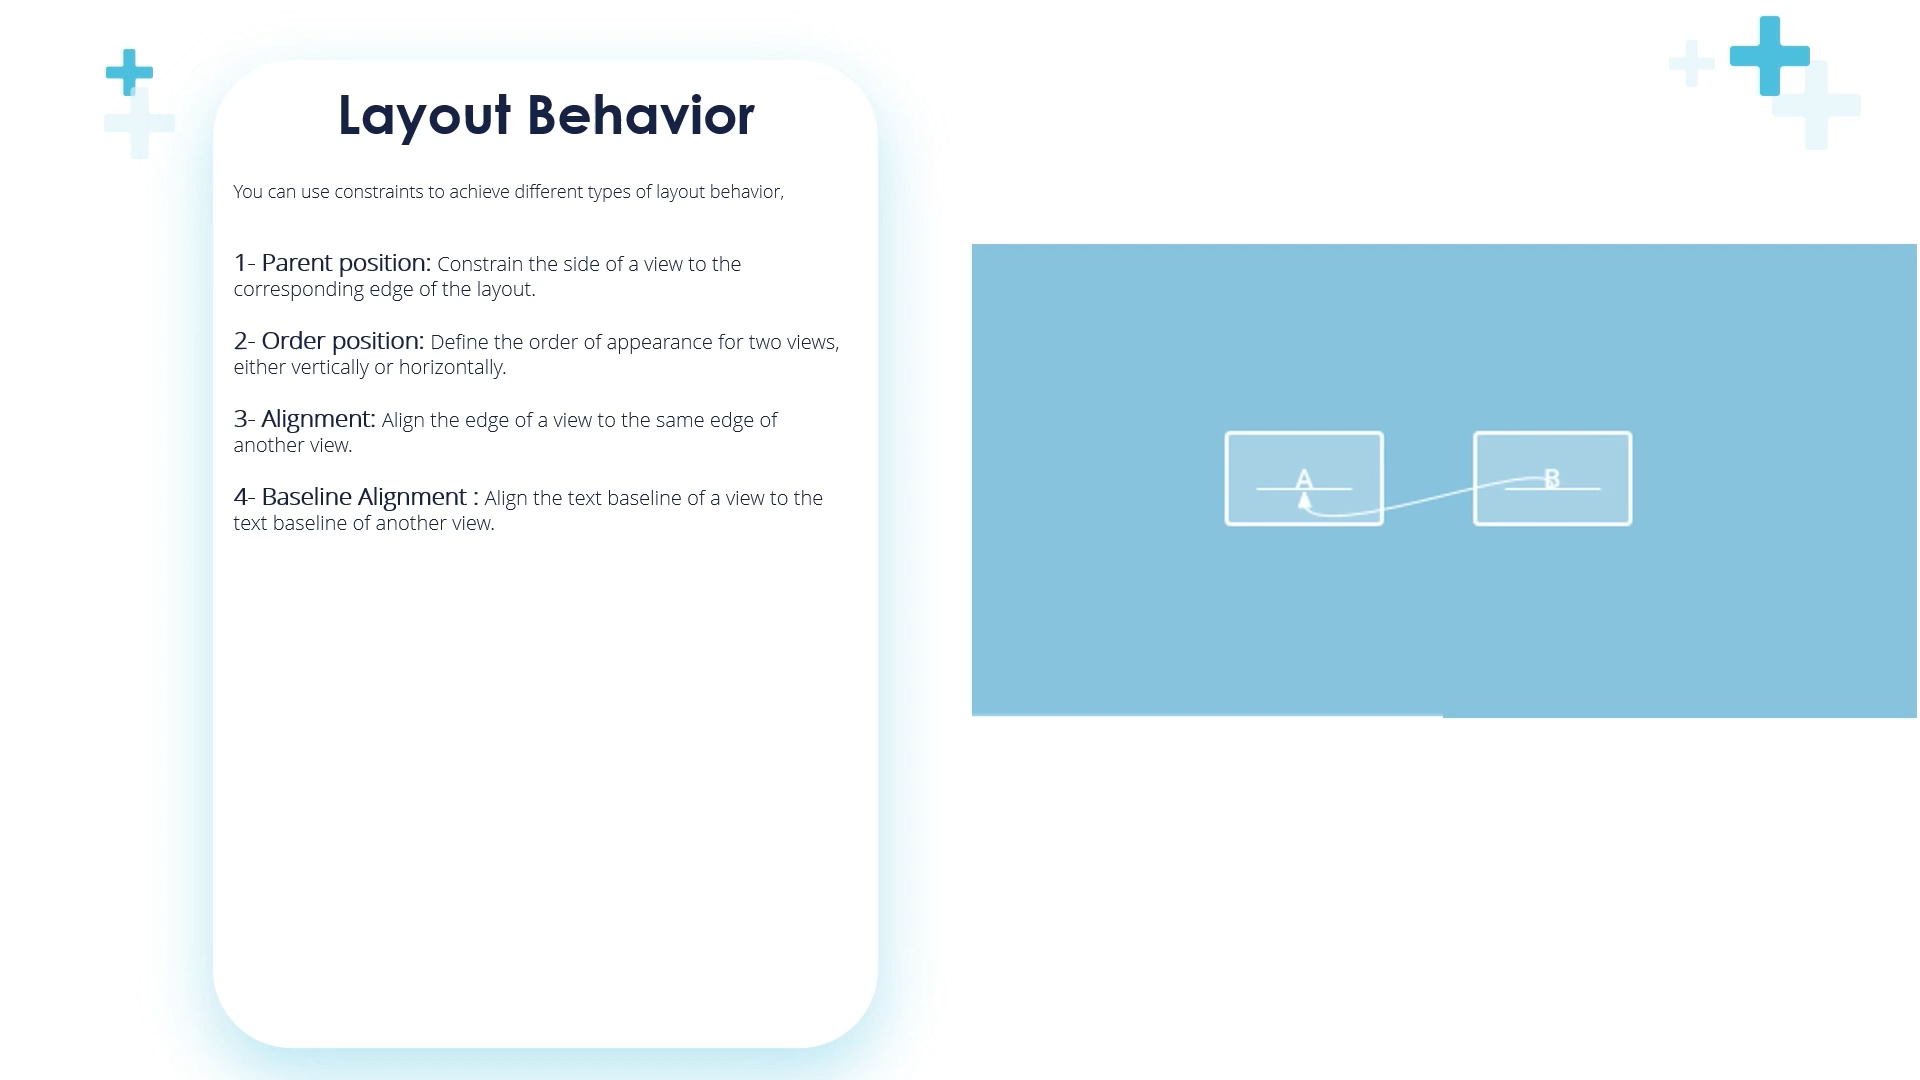 Layout Behavior
You can use constraints to achieve different types of layout behavior,
1- Parent position: Constrain the side of a view to the
corresponding edge of the layout.
2- Order position: Define the order of appearance for two views,
either vertically or horizontally.
3- Alignment: Align the edge of a view to the same edge of
another view.
4- Baseline Alignment : Align the text baseline of a view to the
text baseline of another view.
A
B